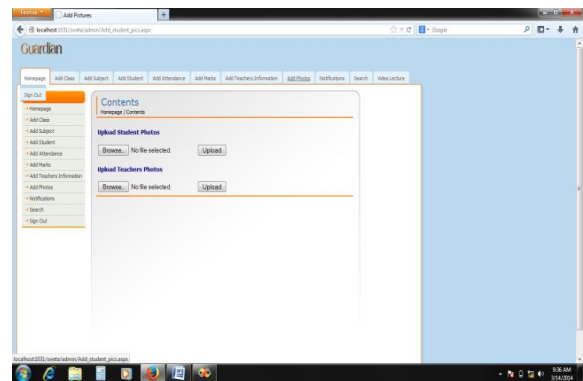 Firefox
Add Pictures
localhost:1031/sweta/admin/Add_student_pics.aspx
Google
Guardian
Homepage Add Class Add Subject Add Student Add Attendance Add Marks Add Teachers Information Add Photos Notifications Search Video Lecture
Sign Out
Homepage
Add Class
Add Subject
Add Student
Add Attendance
Add Marks
Add Teachers Information
Add Photos
Notifications
Search
Sign Out
Contents
Homepage / Contents
Upload Student Photos
Browse... No file selected. Upload
Upload Teachers Photos
Browse... No file selected. Upload
localhost:1031/sweta/admin/Add_student_pics.aspx
9:36 AM
3/14/2014